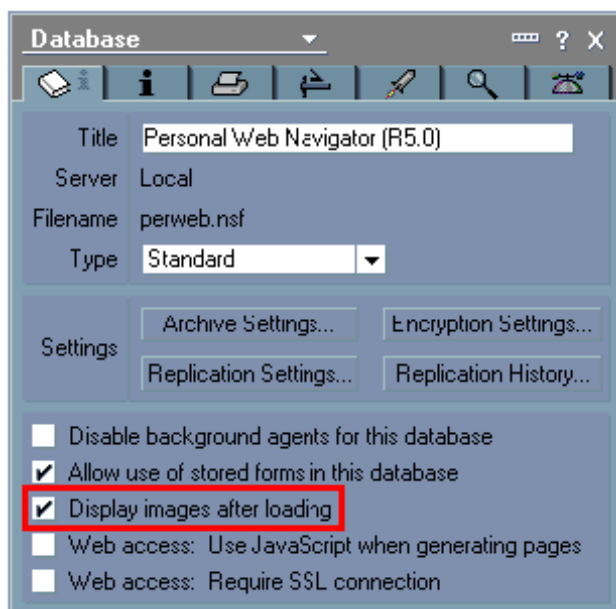 Database
? X
i i
Title Personal Web Navigator (R5.0)
Server Local
Filename perweb.nsf
Type Standard
Settings
Archive Settings... Encryption Settings...
Replication Settings... Replication History...
Disable background agents for this database
Allow use of stored forms in this database
Display images after loading
Web access: Use JavaScript when generating pages
Web access: Require SSL connection